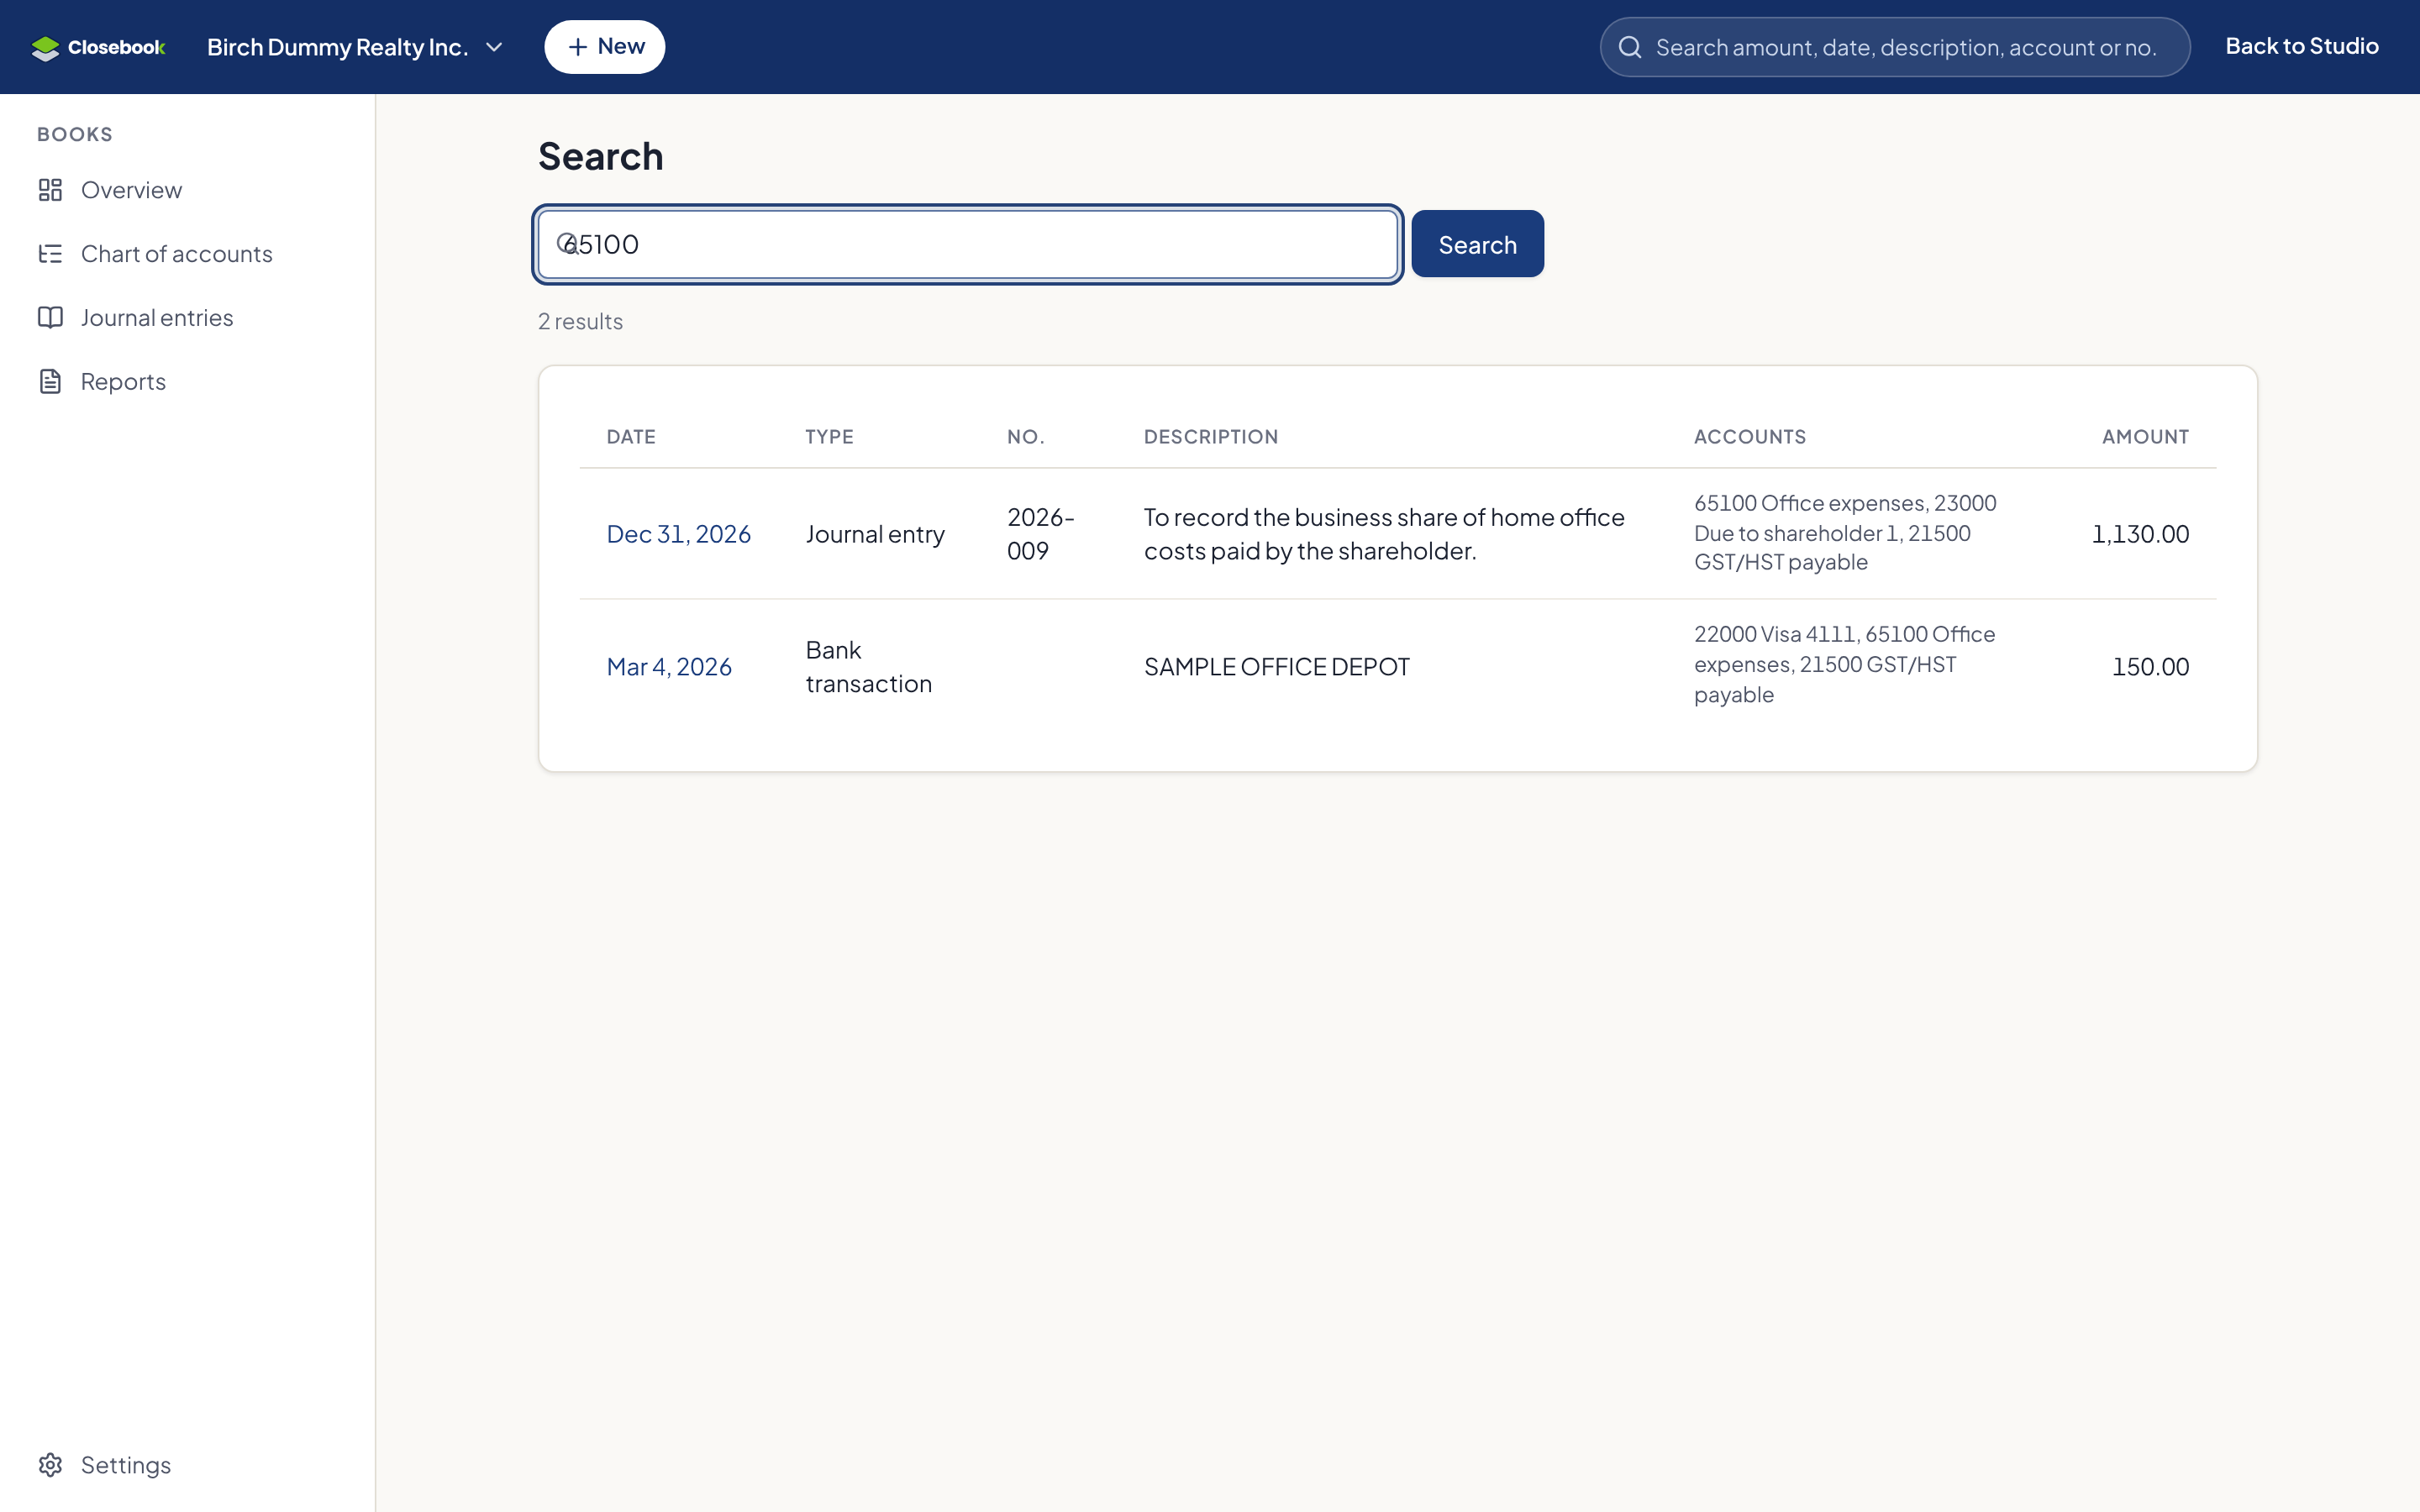 Closebook
Birch Dummy Realty Inc.
+ New
Search amount, date, description, account or no.
Back to Studio
BOOKS
Overview
Chart of accounts
Journal entries
Reports
Settings
Search
65100
Search
2 results
DATE TYPE NO. DESCRIPTION ACCOUNTS AMOUNT
Dec 31, 2026
Journal entry
2026-
009
To record the business share of home office
costs paid by the shareholder.
65100 Office expenses, 23000
Due to shareholder 1, 21500
GST/HST payable
1,130.00
Mar 4, 2026
Bank
transaction
SAMPLE OFFICE DEPOT
22000 Visa 4111, 65100 Office
expenses, 21500 GST/HST
payable
150.00